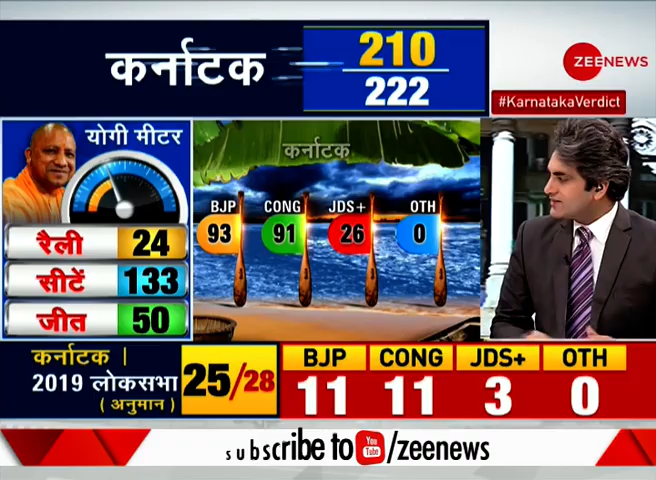 कर्नाटक
210
222
ZEENEWS
#KarnatakaVerdict
योगी मीटर
रैली 24
सीटें 133
जीत 50
कर्नाटक
BJP CONG JDS+ OTH
93 91 26 0
कर्नाटक |
2019 लोकसभा
( अनुमान )
25/28
BJP CONG JDS+ OTH
11 11 3 0
subscribe to You Tube /zeenews